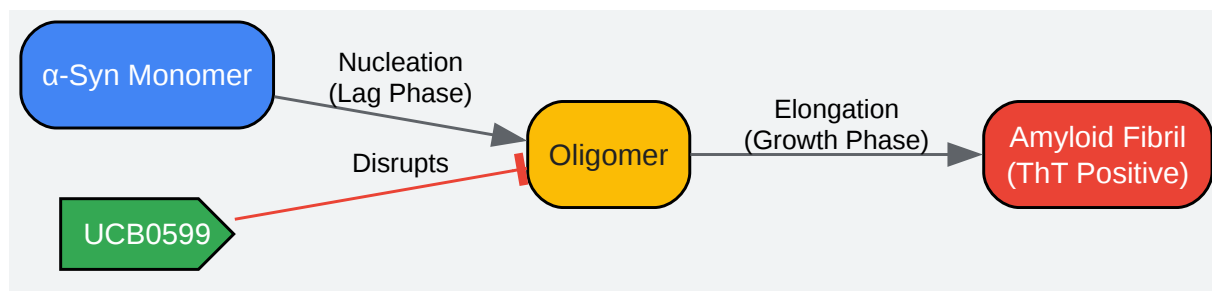 α-Syn Monomer
Nucleation
(Lag Phase)
Disrupts
UCB0599
Oligomer
Elongation
(Growth Phase)
Amyloid Fibril
(ThT Positive)